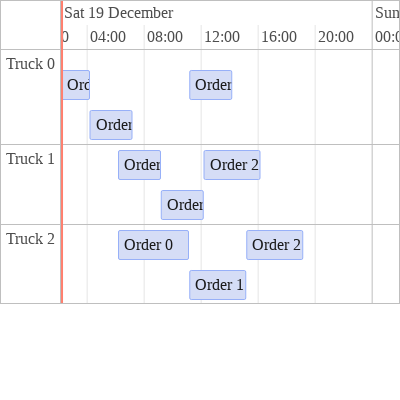 Sat 19 December Sun
0 04:00 08:00 12:00 16:00 20:00 00:0
Truck 0
Ord Order
Order
Truck 1
Order Order 2
Order
Truck 2
Order 0 Order 2
Order 1